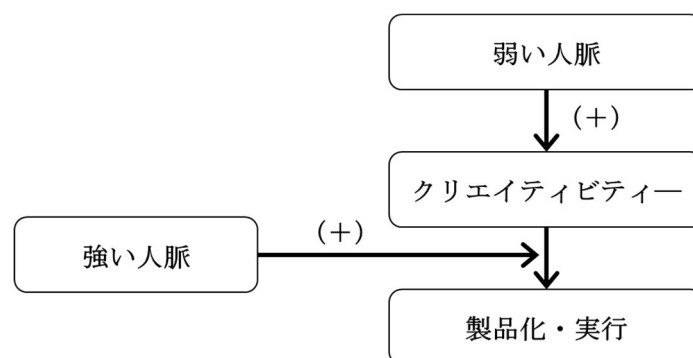 弱い人脈
（＋）
クリエイティビティ―
（＋）
強い人脈
製品化・実行